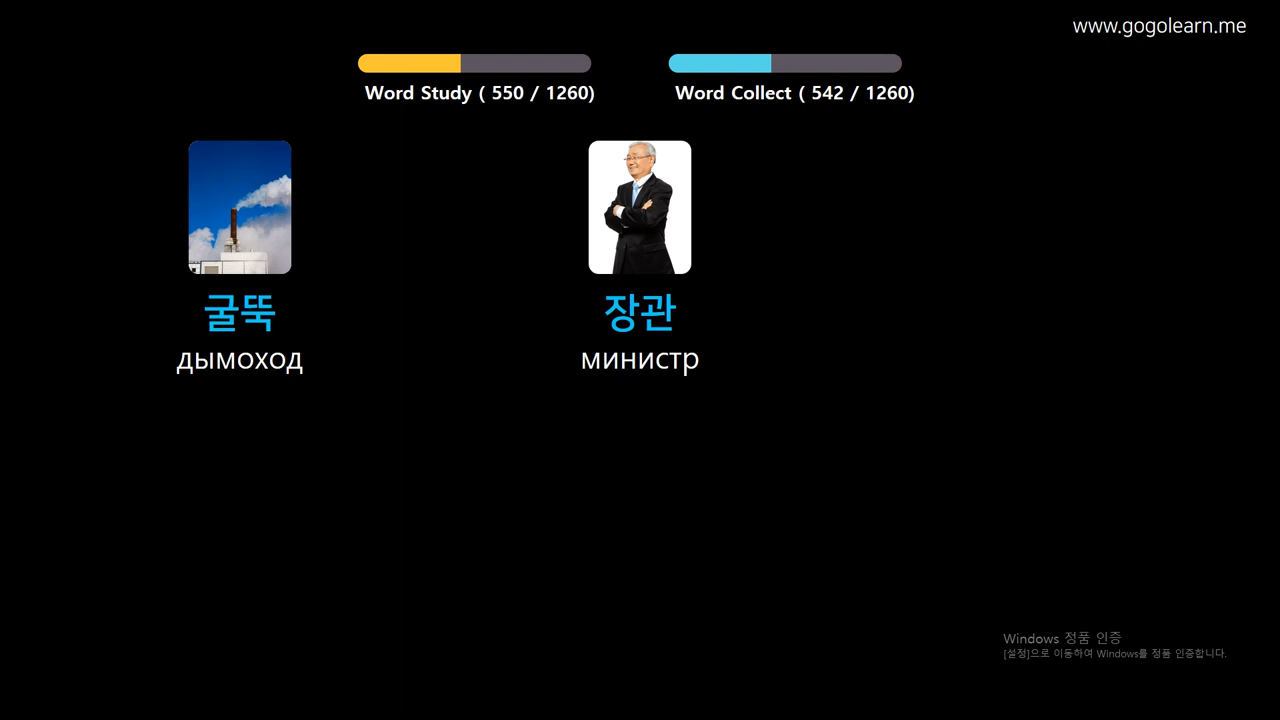 www.gogolearn.me
Word Study ( 550 / 1260)
Word Collect ( 542 / 1260)
굴뚝
дымоход
장관
министр
Windows 정품 인증
[설정]으로 이동하여 Windows를 정품 인증합니다.